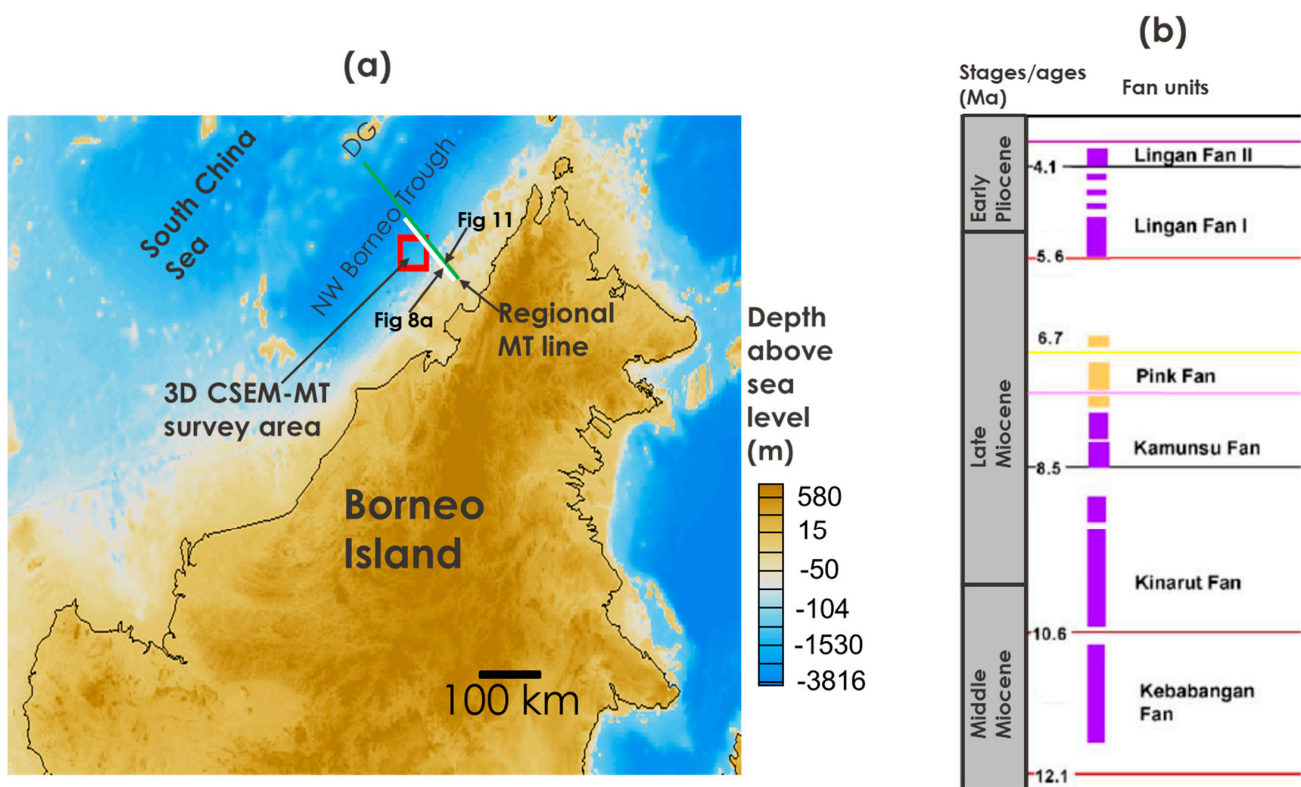 (a)
South China
Sea
DG
NW Borneo Trough
Fig 11
Fig 8a
Regional
MT line
3D CSEM-MT
survey area
Borneo
Island
100 km
Depth
above
sea
level
(m)
580
15
-50
-104
-1530
-3816
(b)
Stages/ages
(Ma)
Fan units
Early
Pliocene
Late
Miocene
Middle
Miocene
4.1
5.6
6.7
8.5
10.6
12.1
Lingan Fan II
Lingan Fan I
Pink Fan
Kamunsu Fan
Kinarut Fan
Kebabangan
Fan